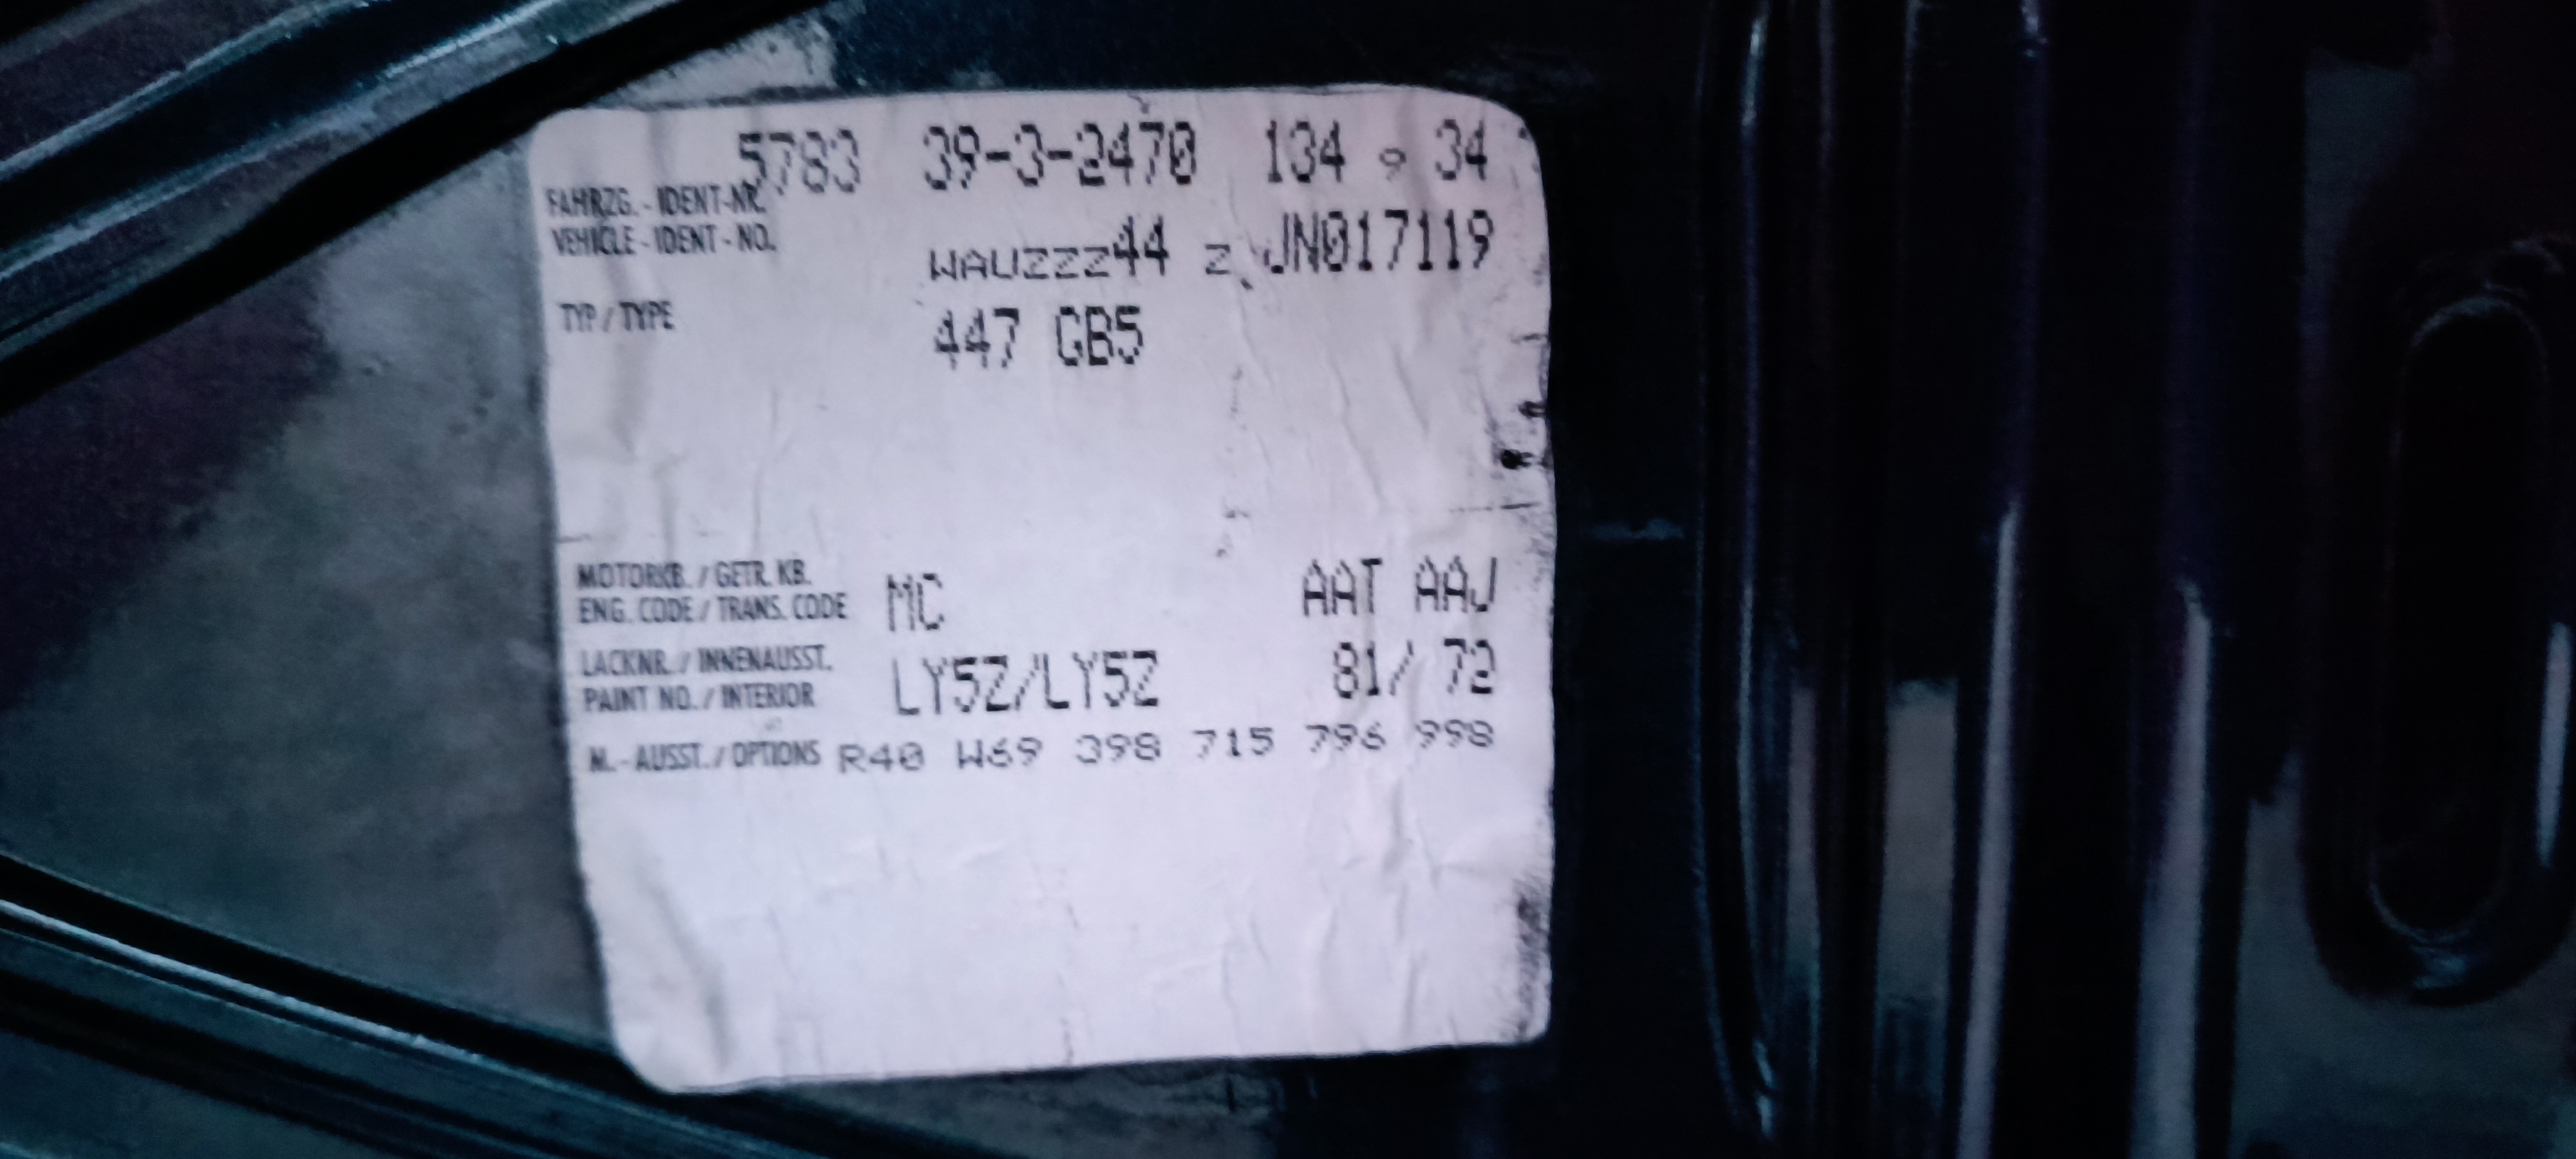 5783 39-3-2470 134 9 34
FAHRZG.-IDENT-NR.
VEHICLE-IDENT-NO. WAUZZZ44 Z JN017119
TYP/TYPE 447 GB5
MOTORKB./GETR. KB.
ENG. CODE/TRANS. CODE MC AAT AAJ
LACKNR./INNENAUSST.
PAINT NO./INTERIOR LY5Z/LY5Z 81/ 72
M.-AUSST./OPTIONS R40 W69 398 715 796 998